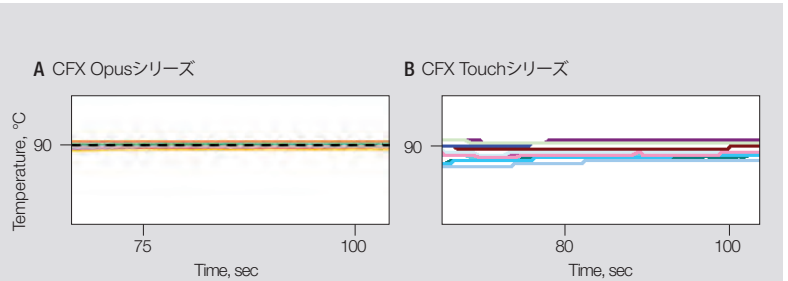 A CFX Opusシリーズ
Temperature, °C
90
75
100
Time, sec
B CFX Touchシリーズ
90
80
100
Time, sec